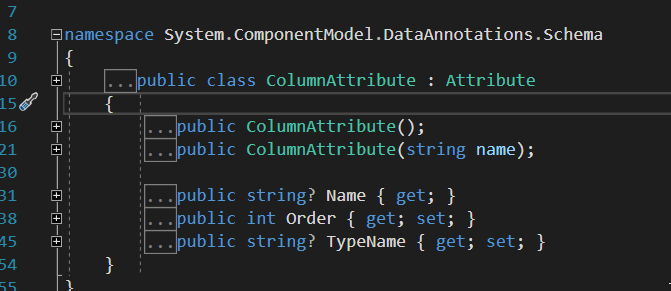 7
8 namespace System.ComponentModel.DataAnnotations.Schema
9 {
10 ...public class ColumnAttribute : Attribute
15 {
16 ...public ColumnAttribute();
21 ...public ColumnAttribute(string name);
30
31 ...public string? Name { get; }
38 ...public int Order { get; set; }
45 ...public string? TypeName { get; set; }
54 }
55 }